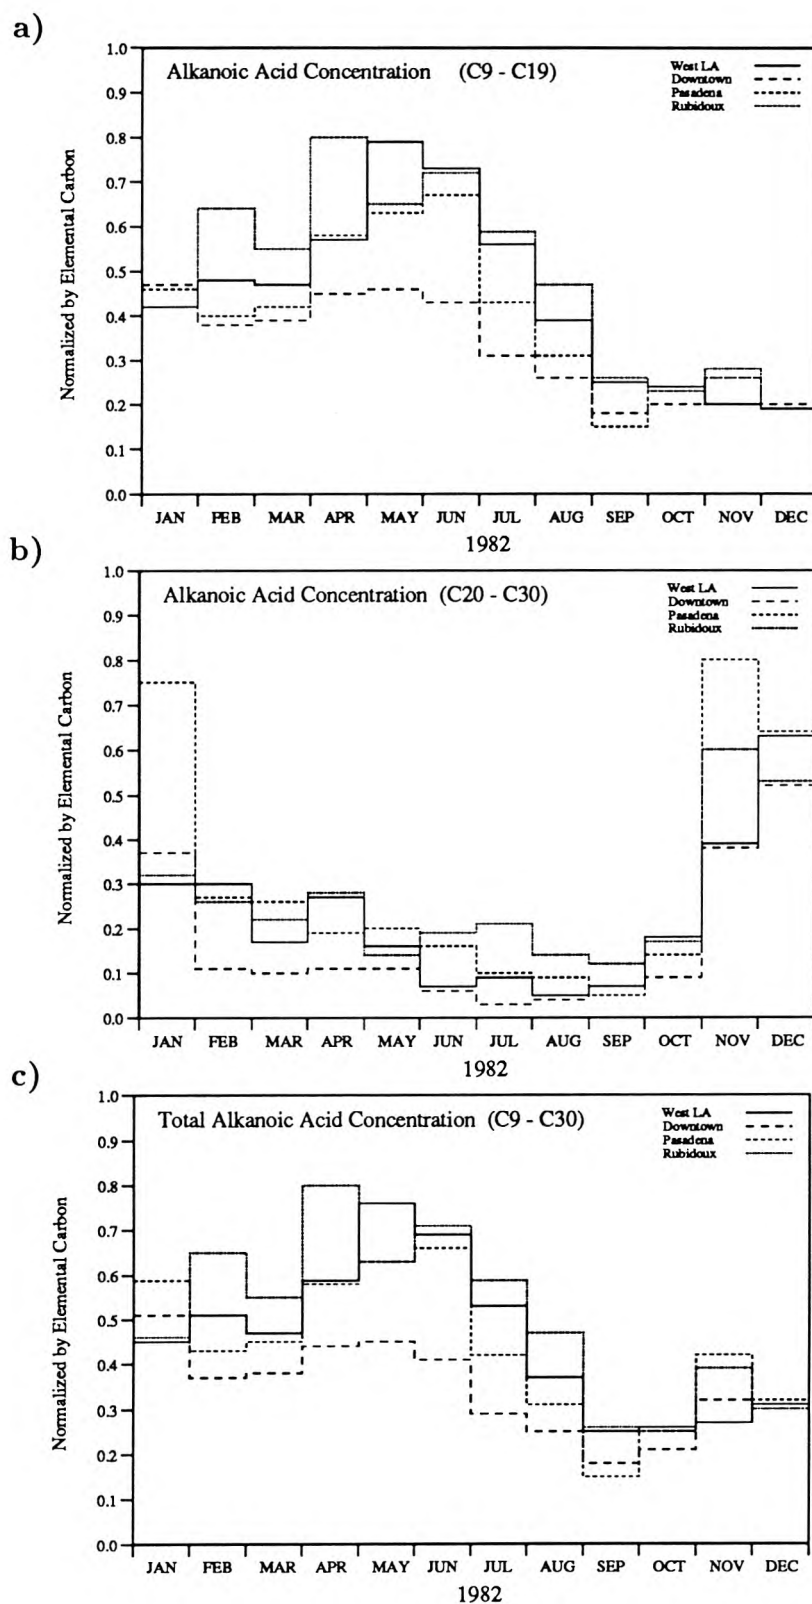 a)
Alkanoic Acid Concentration (C9 - C19)
West LA
Downtown
Pasadena
Rubidoux
Normalized by Elemental Carbon
1.0
0.9
0.8
0.7
0.6
0.5
0.4
0.3
0.2
0.1
0.0
JAN FEB MAR APR MAY JUN JUL AUG SEP OCT NOV DEC
1982
b)
Alkanoic Acid Concentration (C20 - C30)
West LA
Downtown
Pasadena
Rubidoux
Normalized by Elemental Carbon
1.0
0.9
0.8
0.7
0.6
0.5
0.4
0.3
0.2
0.1
0.0
JAN FEB MAR APR MAY JUN JUL AUG SEP OCT NOV DEC
1982
c)
Total Alkanoic Acid Concentration (C9 - C30)
West LA
Downtown
Pasadena
Rubidoux
Normalized by Elemental Carbon
1.0
0.9
0.8
0.7
0.6
0.5
0.4
0.3
0.2
0.1
0.0
JAN FEB MAR APR MAY JUN JUL AUG SEP OCT NOV DEC
1982